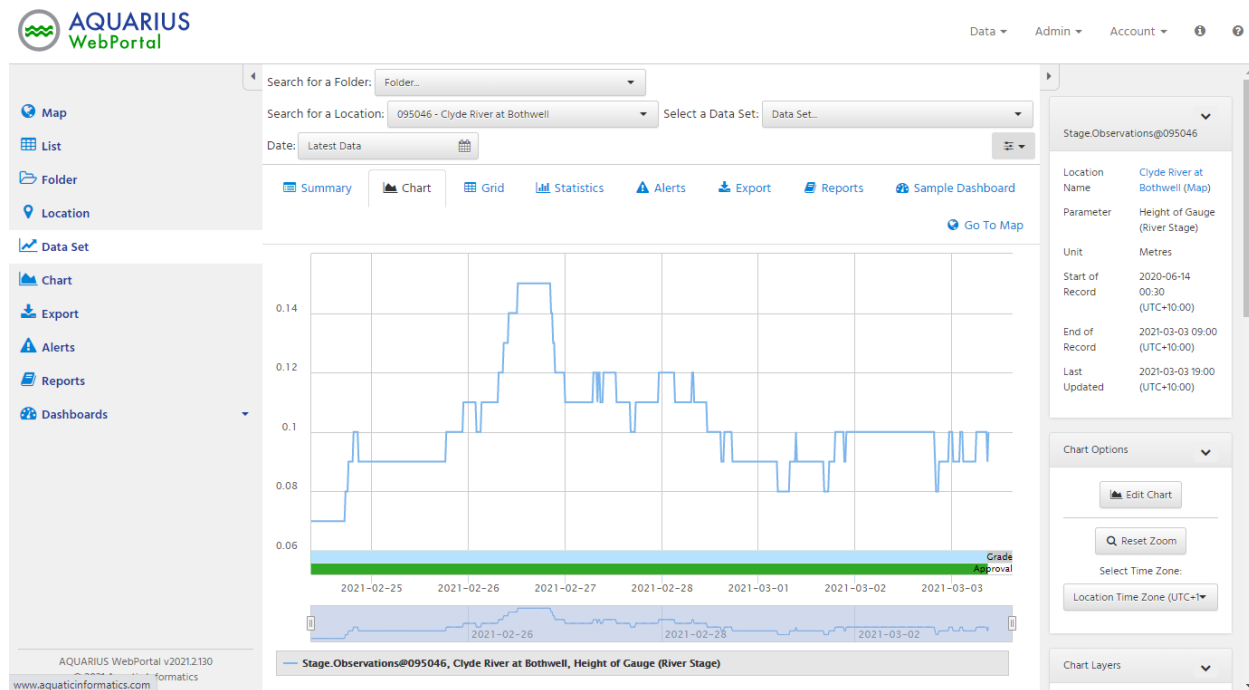 AQUARIUS
WebPortal
Data
Admin
Account
Map
List
Folder
Location
Data Set
Chart
Export
Alerts
Reports
Dashboards
AQUARIUS WebPortal v2021.2.130
www.aquaticinformatics.com
Search for a Folder: Folder...
Search for a Location: 095046 - Clyde River at Bothwell Select a Data Set: Data Set...
Date: Latest Data
Summary Chart Grid Statistics Alerts Export Reports Sample Dashboard
Go To Map
0.14
0.12
0.1
0.08
0.06
Grade
Approval
2021-02-25 2021-02-26 2021-02-27 2021-02-28 2021-03-01 2021-03-02 2021-03-03
2021-02-26 2021-02-28 2021-03-02
Stage.Observations@095046, Clyde River at Bothwell, Height of Gauge (River Stage)
Stage.Observations@095046
Location Name Clyde River at Bothwell (Map)
Parameter Height of Gauge (River Stage)
Unit Metres
Start of Record 2020-06-14 00:30 (UTC+10:00)
End of Record 2021-03-03 09:00 (UTC+10:00)
Last Updated 2021-03-03 19:00 (UTC+10:00)
Chart Options
Edit Chart
Reset Zoom
Select Time Zone:
Location Time Zone (UTC+1
Chart Layers